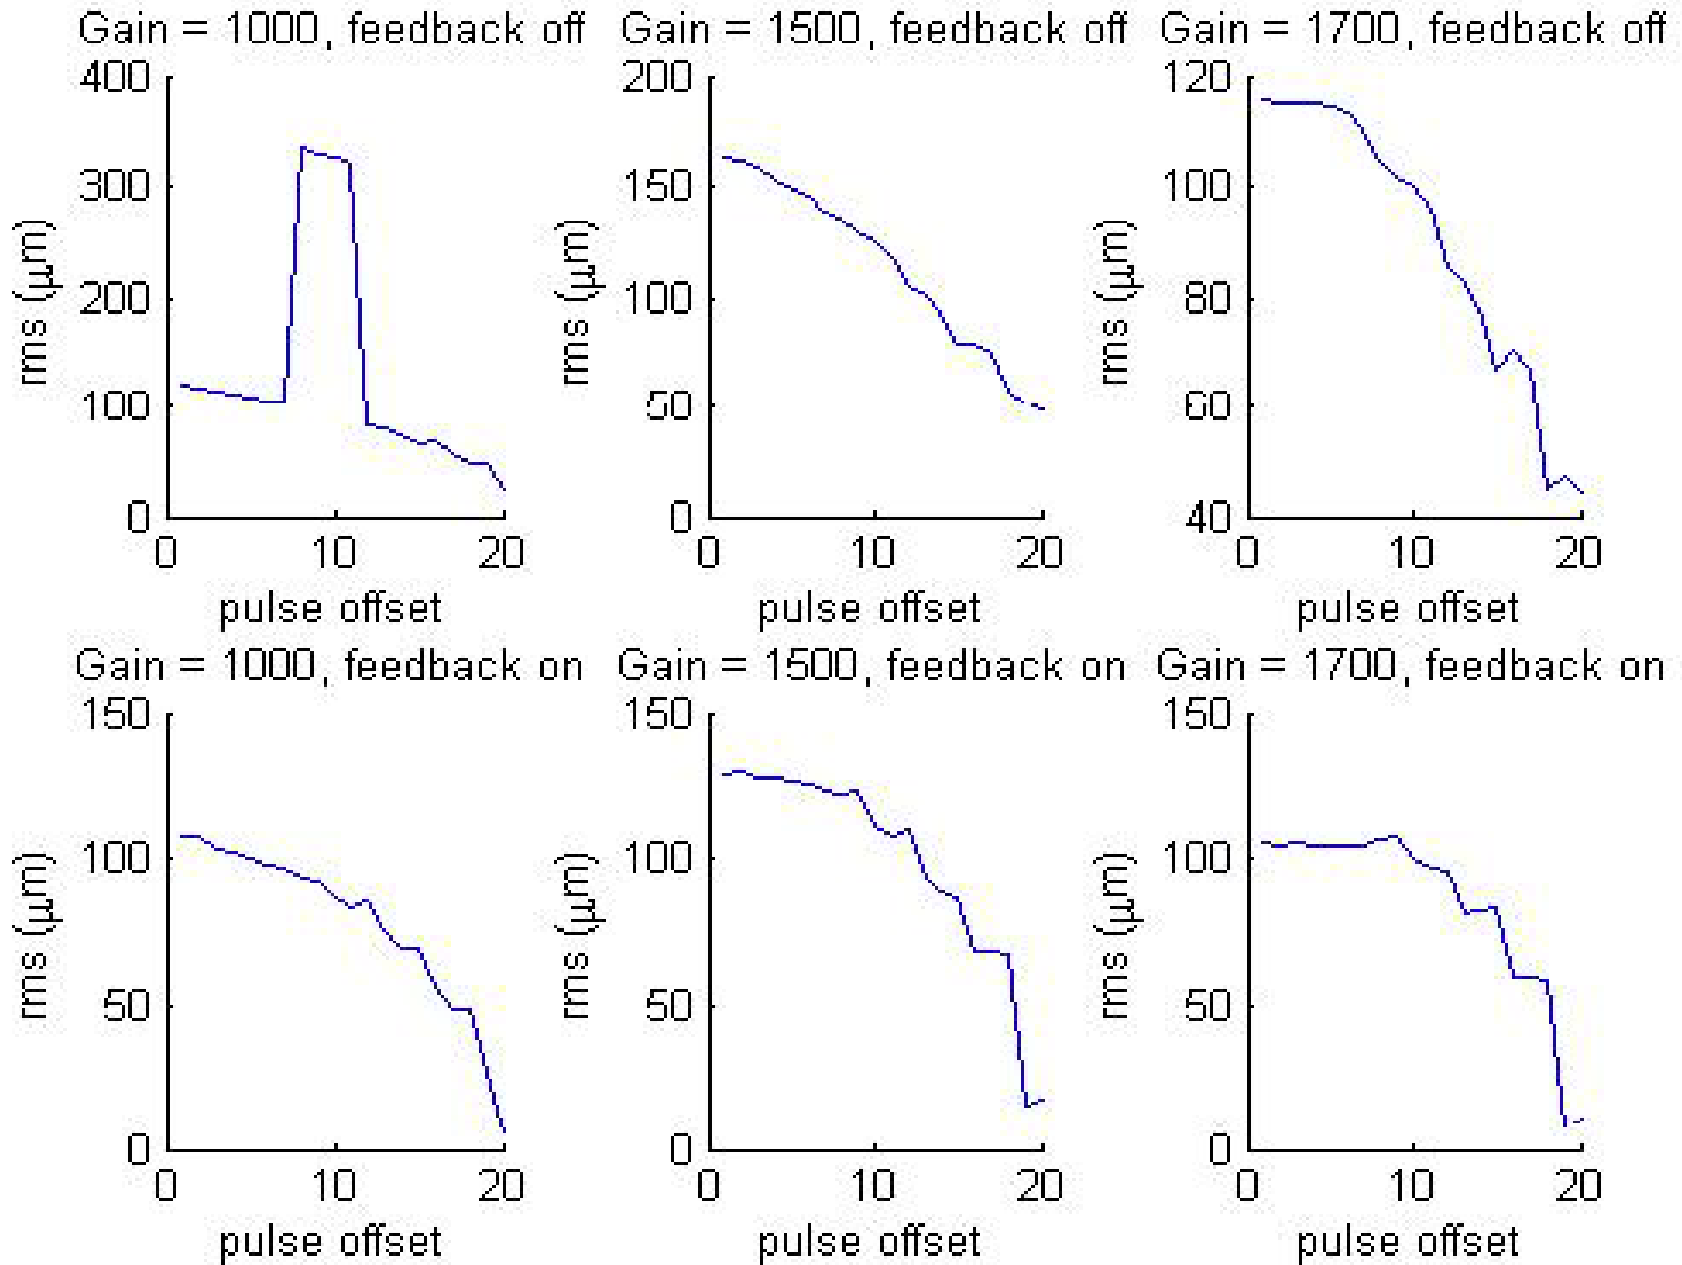 Gain = 1000, feedback off
400
300
200
100
0
0 10 20
rms (μm)
pulse offset
Gain = 1500, feedback off
200
150
100
50
0
0 10 20
rms (μm)
pulse offset
Gain = 1700, feedback off
120
100
80
60
40
0 10 20
rms (μm)
pulse offset
Gain = 1000, feedback on
150
100
50
0
0 10 20
rms (μm)
pulse offset
Gain = 1500, feedback on
150
100
50
0
0 10 20
rms (μm)
pulse offset
Gain = 1700, feedback on
150
100
50
0
0 10 20
rms (μm)
pulse offset